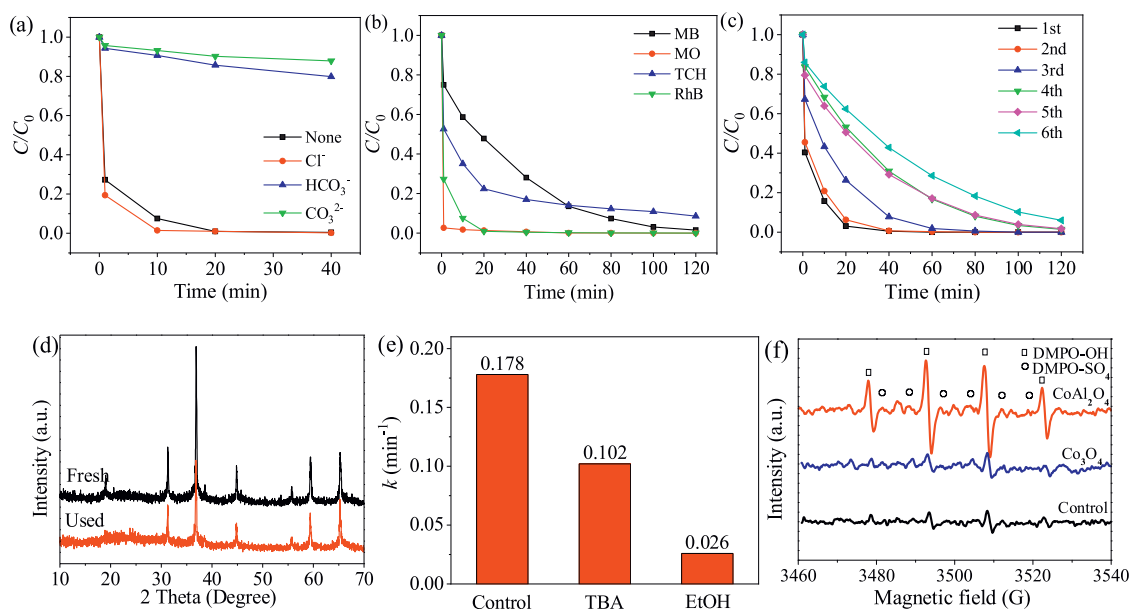 (a)
C/C₀
1.0
0.8
0.6
0.4
0.2
0.0
None
Cl⁻
HCO₃⁻
CO₃²⁻
0 10 20 30 40
Time (min)
(b)
C/C₀
1.0
0.8
0.6
0.4
0.2
0.0
MB
MO
TCH
RhB
0 20 40 60 80 100 120
Time (min)
(c)
C/C₀
1.0
0.8
0.6
0.4
0.2
0.0
1st
2nd
3rd
4th
5th
6th
0 20 40 60 80 100 120
Time (min)
(d)
Intensity (a.u.)
Fresh
Used
10 20 30 40 50 60 70
2 Theta (Degree)
(e)
k (min⁻¹)
0.20
0.15
0.10
0.05
0.00
0.178
0.102
0.026
Control TBA EtOH
(f)
Intensity (a.u.)
DMPO-OH
DMPO-SO₄
CoAl₂O₄
Co₃O₄
Control
3460 3480 3500 3520 3540
Magnetic field (G)